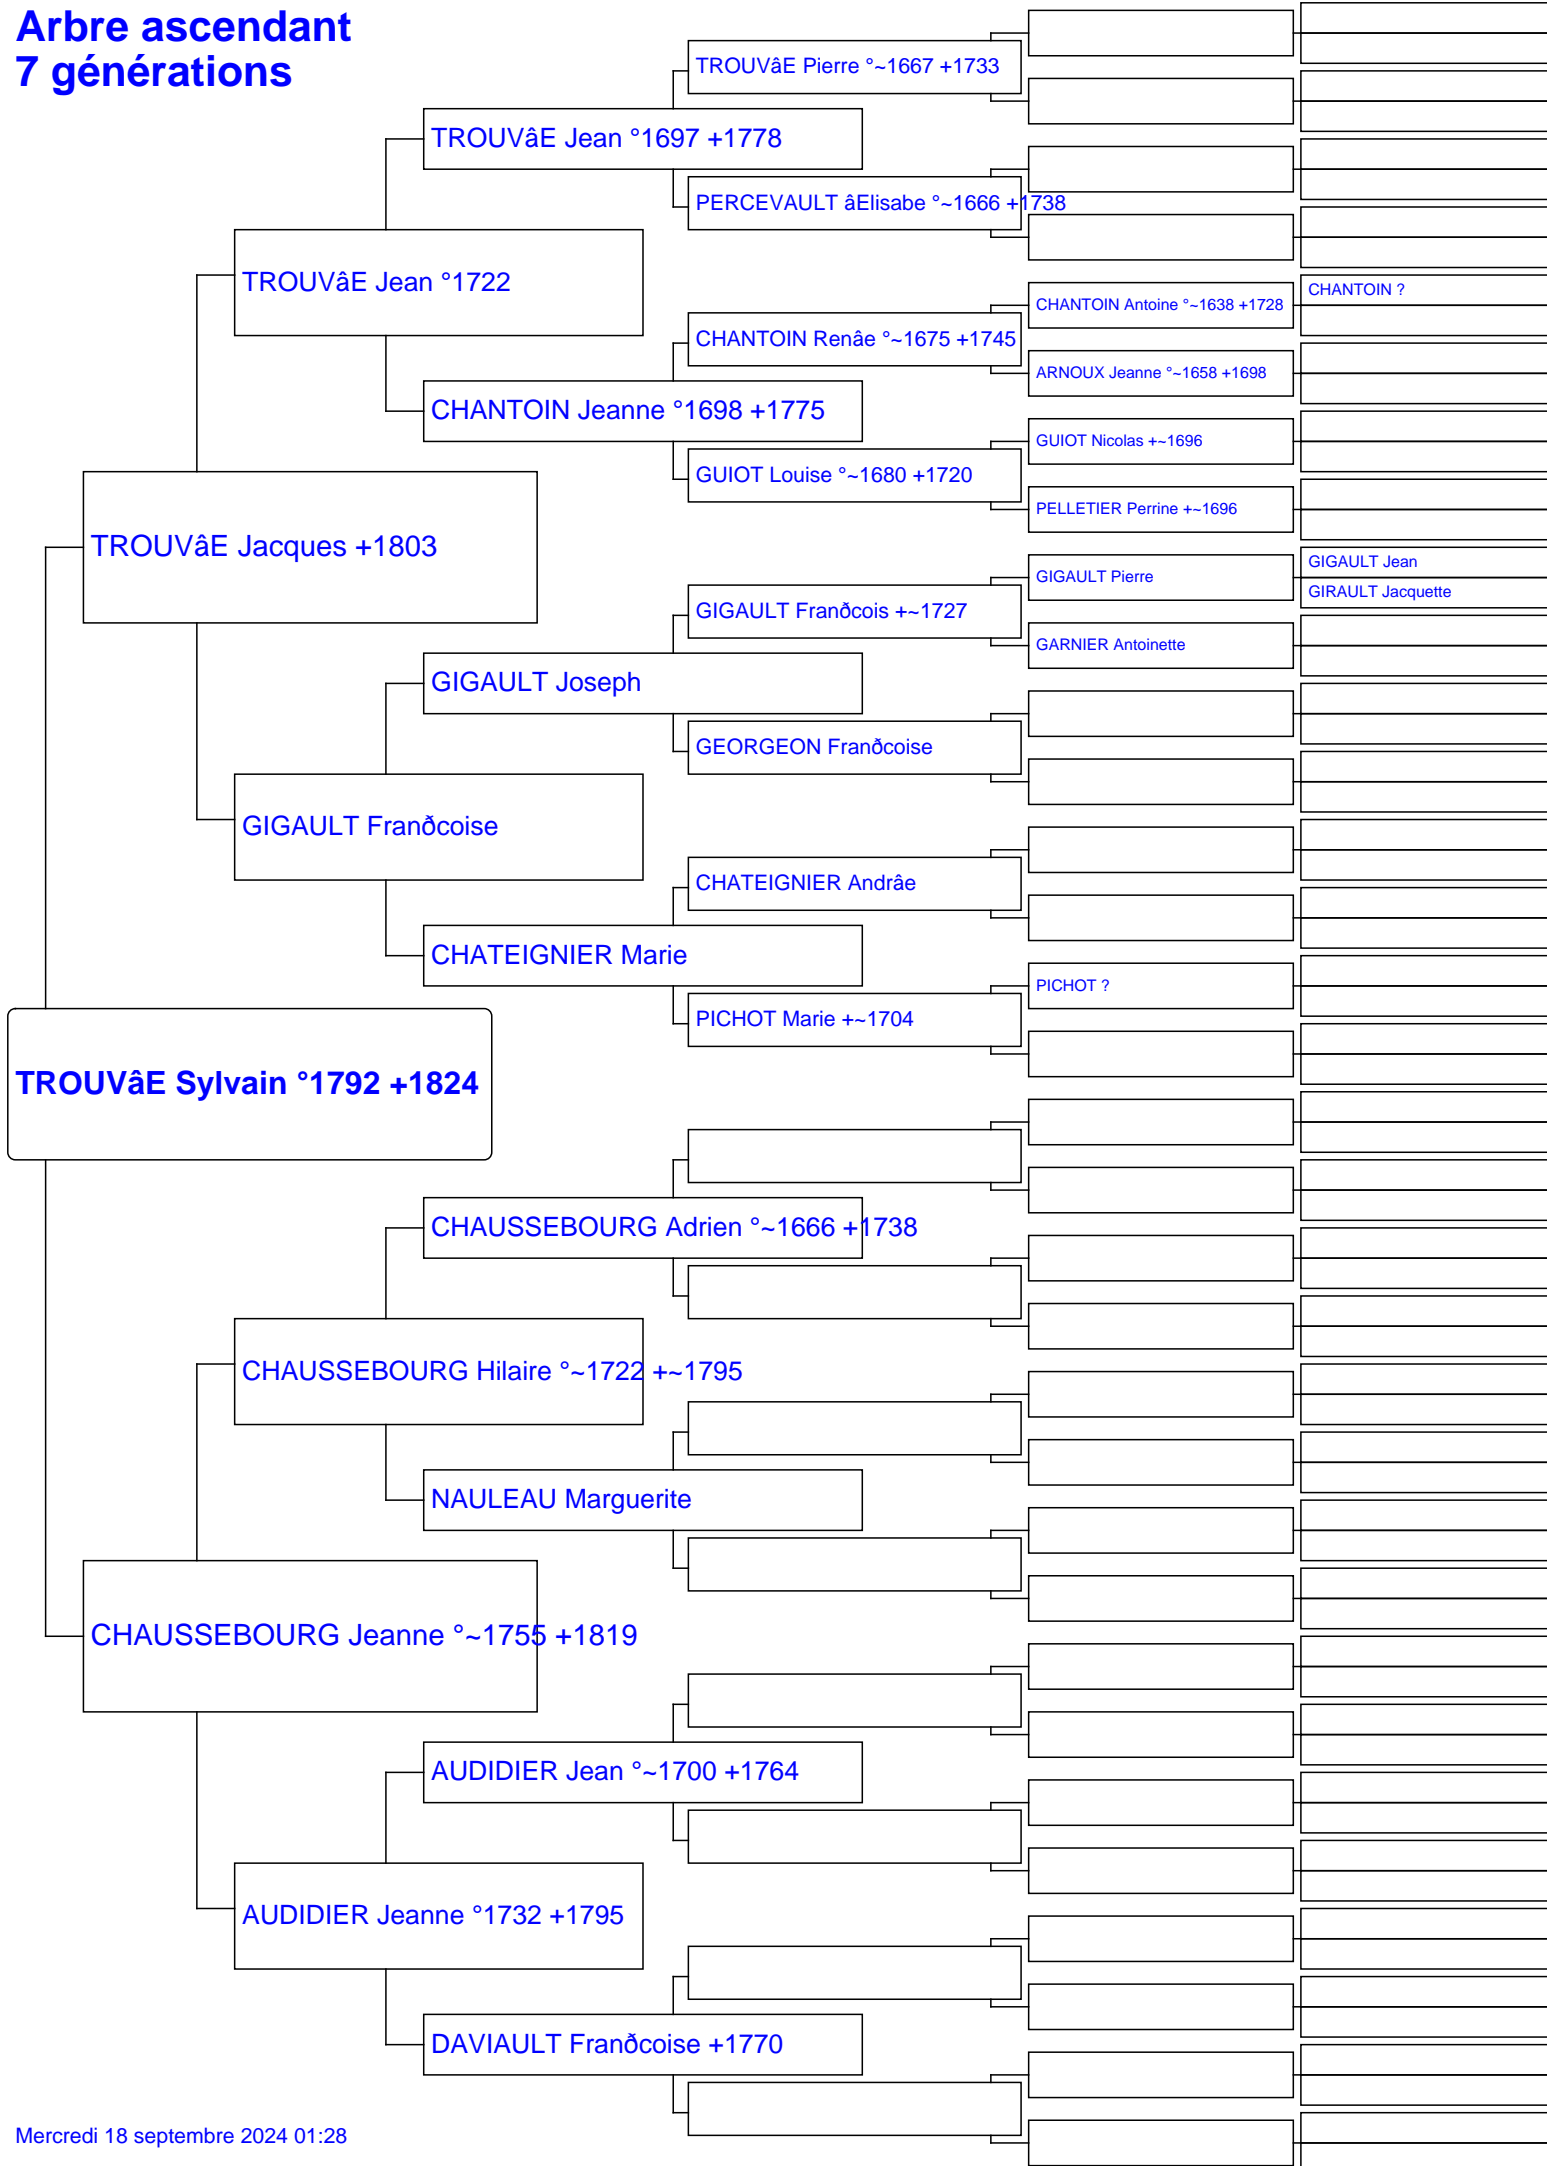 Arbre ascendant
7 générations
TROUVâE Pierre °~1667 +1733
TROUVâE Jean °1697 +1778
PERCEVAULT âElisabe °~1666 +1738
TROUVâE Jean °1722
CHANTOIN ?
CHANTOIN Antoine °~1638 +1728
CHANTOIN Renâe °~1675 +1745
ARNOUX Jeanne °~1658 +1698
CHANTOIN Jeanne °1698 +1775
GUIOT Nicolas +~1696
GUIOT Louise °~1680 +1720
PELLETIER Perrine +~1696
TROUVâE Jacques +1803
GIGAULT Jean
GIGAULT Pierre
GIRAULT Jacquette
GIGAULT Franðcois +~1727
GARNIER Antoinette
GIGAULT Joseph
GEORGEON Franðcoise
GIGAULT Franðcoise
CHATEIGNIER Andrâe
CHATEIGNIER Marie
PICHOT ?
PICHOT Marie +~1704
TROUVâE Sylvain °1792 +1824
CHAUSSEBOURG Adrien °~1666 +1738
CHAUSSEBOURG Hilaire °~1722 +~1795
NAULEAU Marguerite
CHAUSSEBOURG Jeanne °~1755 +1819
AUDIDIER Jean °~1700 +1764
AUDIDIER Jeanne °1732 +1795
DAVIAULT Franðcoise +1770
Mercredi 18 septembre 2024 01:28